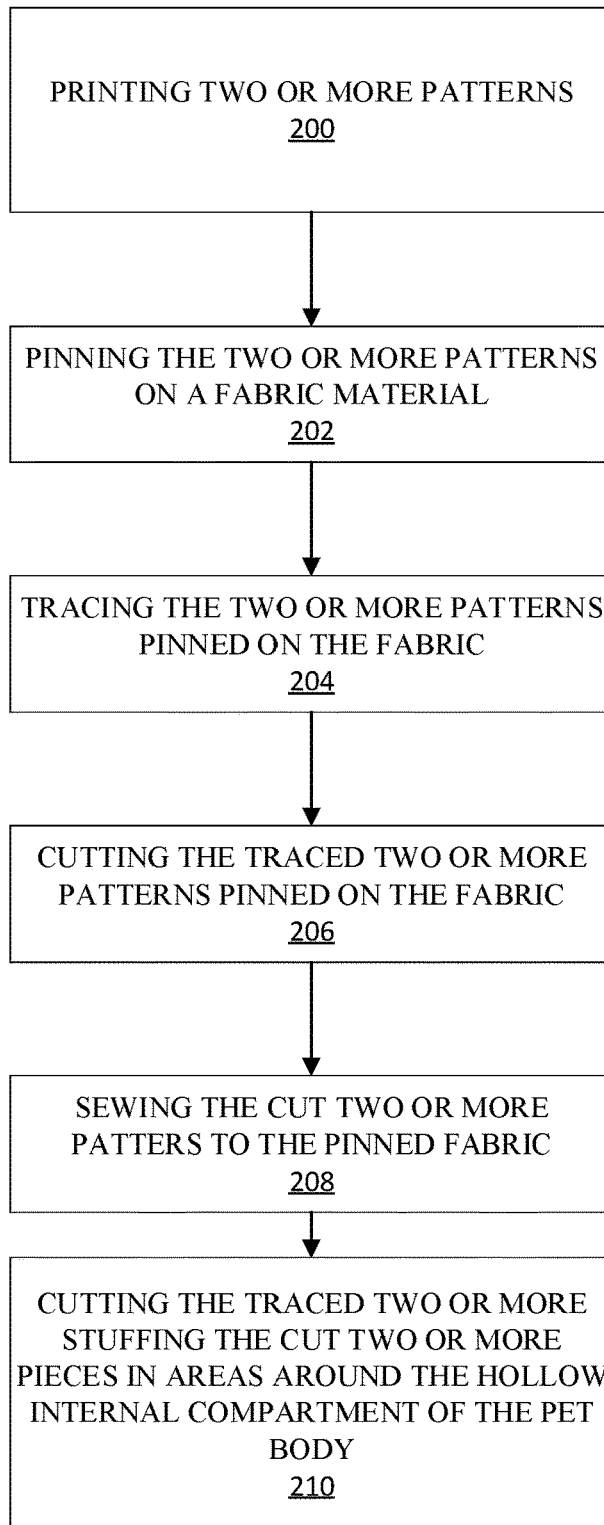 PRINTING TWO OR MORE PATTERNS
200
PINNING THE TWO OR MORE PATTERNS
ON A FABRIC MATERIAL
202
TRACING THE TWO OR MORE PATTERNS
PINNED ON THE FABRIC
204
CUTTING THE TRACED TWO OR MORE
PATTERNS PINNED ON THE FABRIC
206
SEWING THE CUT TWO OR MORE
PATTERS TO THE PINNED FABRIC
208
CUTTING THE TRACED TWO OR MORE
STUFFING THE CUT TWO OR MORE
PIECES IN AREAS AROUND THE HOLLOW
INTERNAL COMPARTMENT OF THE PET
BODY
210